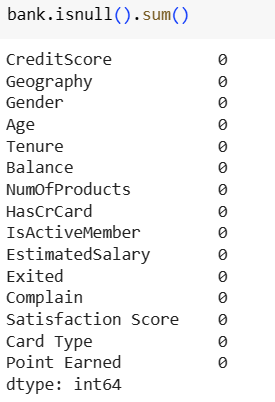 bank.isnull().sum()
CreditScore 0
Geography 0
Gender 0
Age 0
Tenure 0
Balance 0
NumOfProducts 0
HasCrCard 0
IsActiveMember 0
EstimatedSalary 0
Exited 0
Complain 0
Satisfaction Score 0
Card Type 0
Point Earned 0
dtype: int64